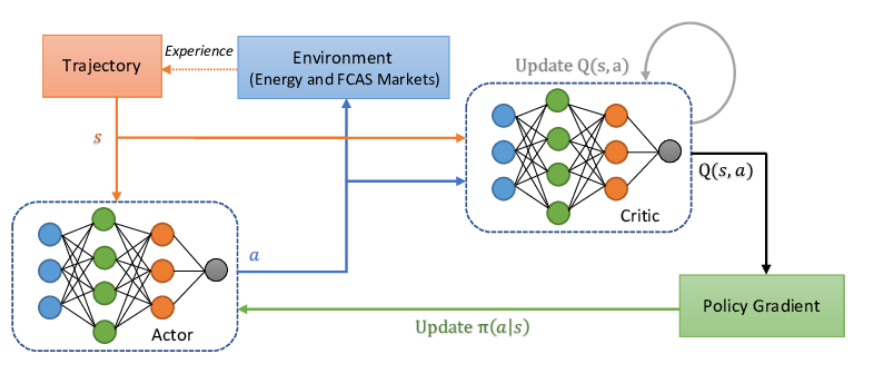 Trajectory
Experience
Environment
(Energy and FCAS Markets)
Update Q(s,a)
s
Q(s, a)
Critic
a
Actor
Policy Gradient
Update π(a|s)